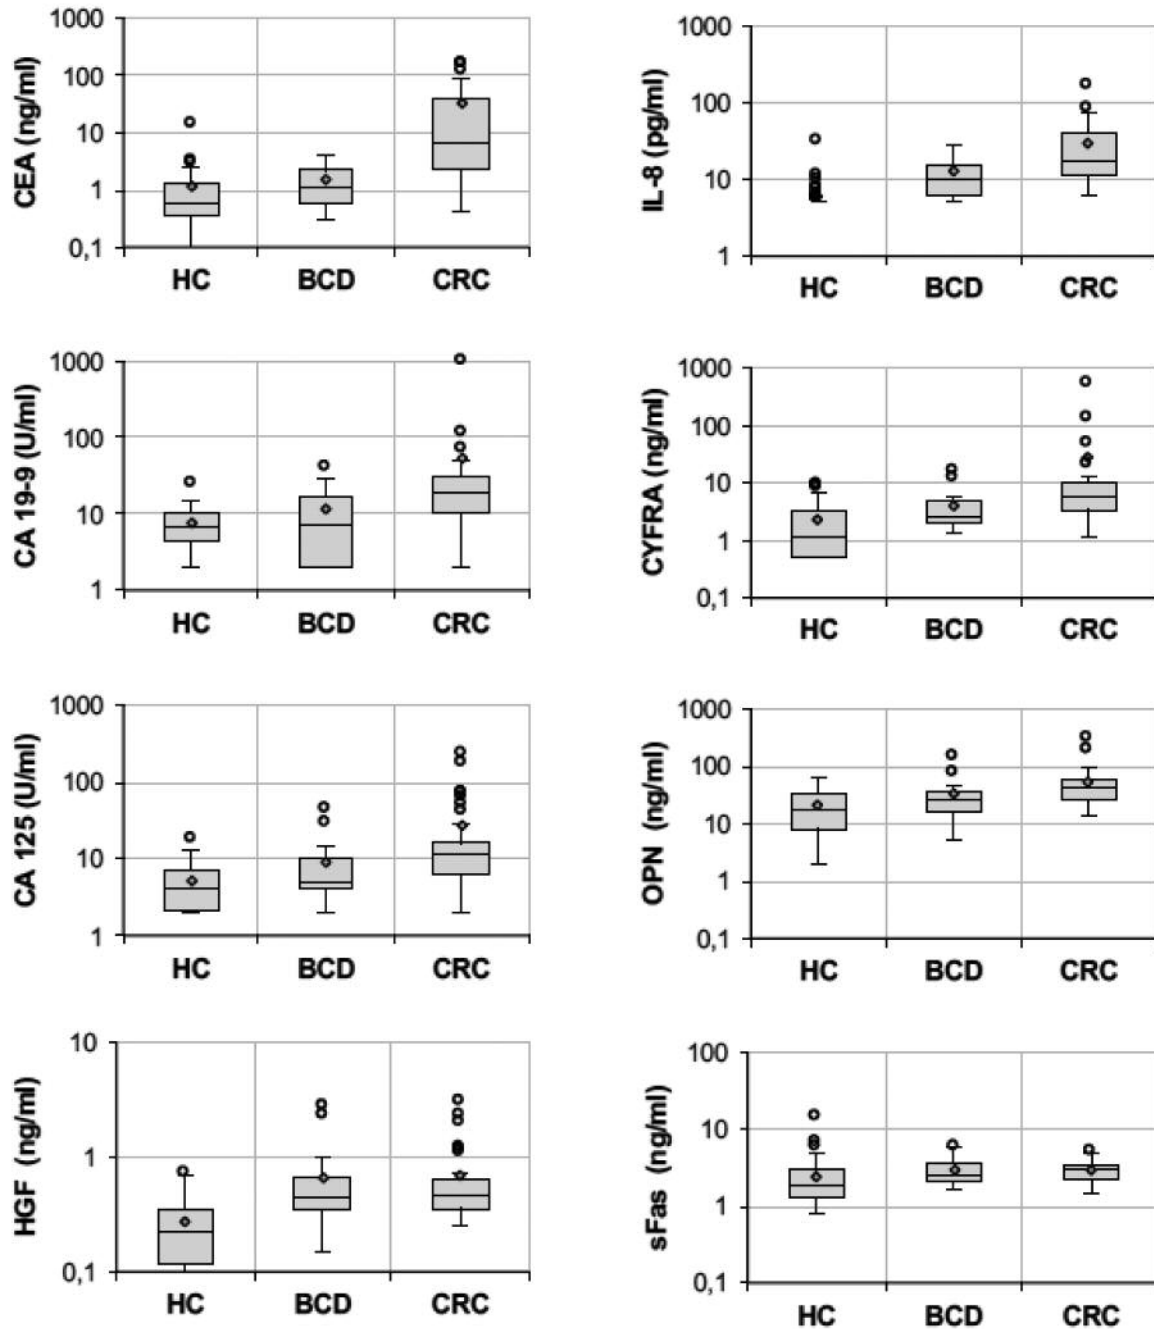 CEA (ng/ml)
1000
100
10
1
0,1
HC BCD CRC
IL-8 (pg/ml)
1000
100
10
1
HC BCD CRC
CA 19-9 (U/ml)
1000
100
10
1
HC BCD CRC
CYFRA (ng/ml)
1000
100
10
1
0,1
HC BCD CRC
CA 125 (U/ml)
1000
100
10
1
HC BCD CRC
OPN (ng/ml)
1000
100
10
1
0,1
HC BCD CRC
HGF (ng/ml)
10
1
0,1
HC BCD CRC
sFas (ng/ml)
100
10
1
0,1
HC BCD CRC